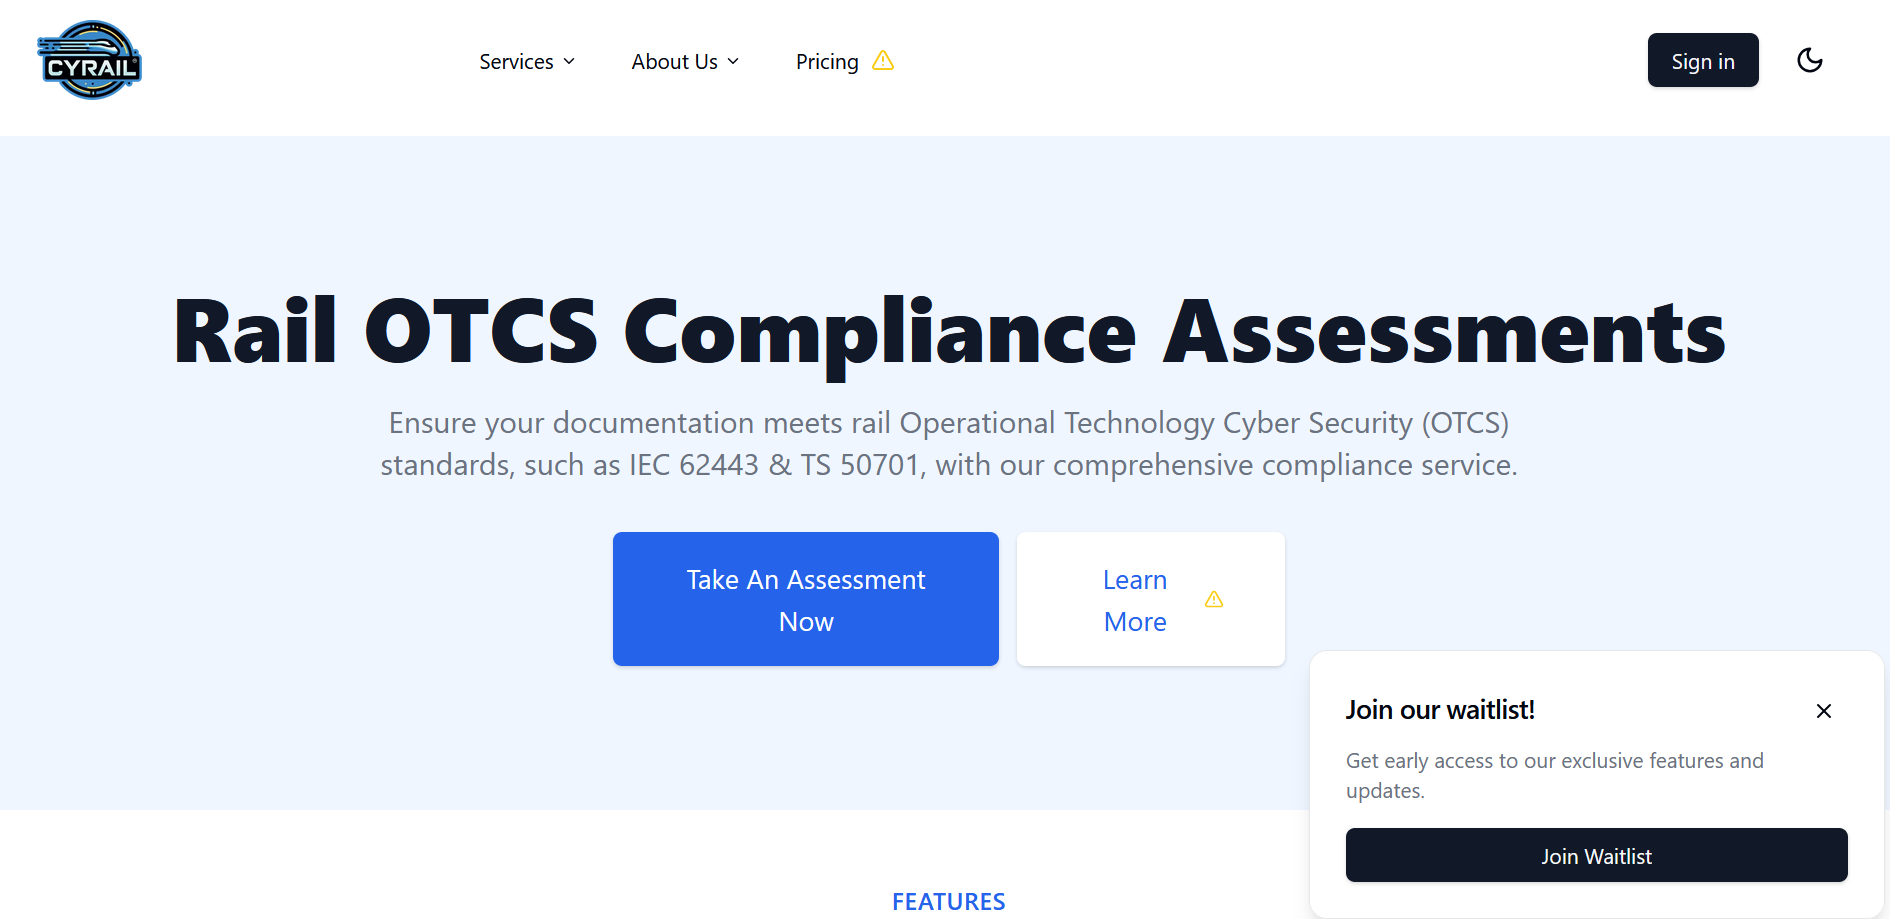 CYRAIL
Services
About Us
Pricing
Sign in
Rail OTCS Compliance Assessments
Ensure your documentation meets rail Operational Technology Cyber Security (OTCS)
standards, such as IEC 62443 & TS 50701, with our comprehensive compliance service.
Take An Assessment
Now
Learn
More
Join our waitlist!
Get early access to our exclusive features and
updates.
Join Waitlist
FEATURES